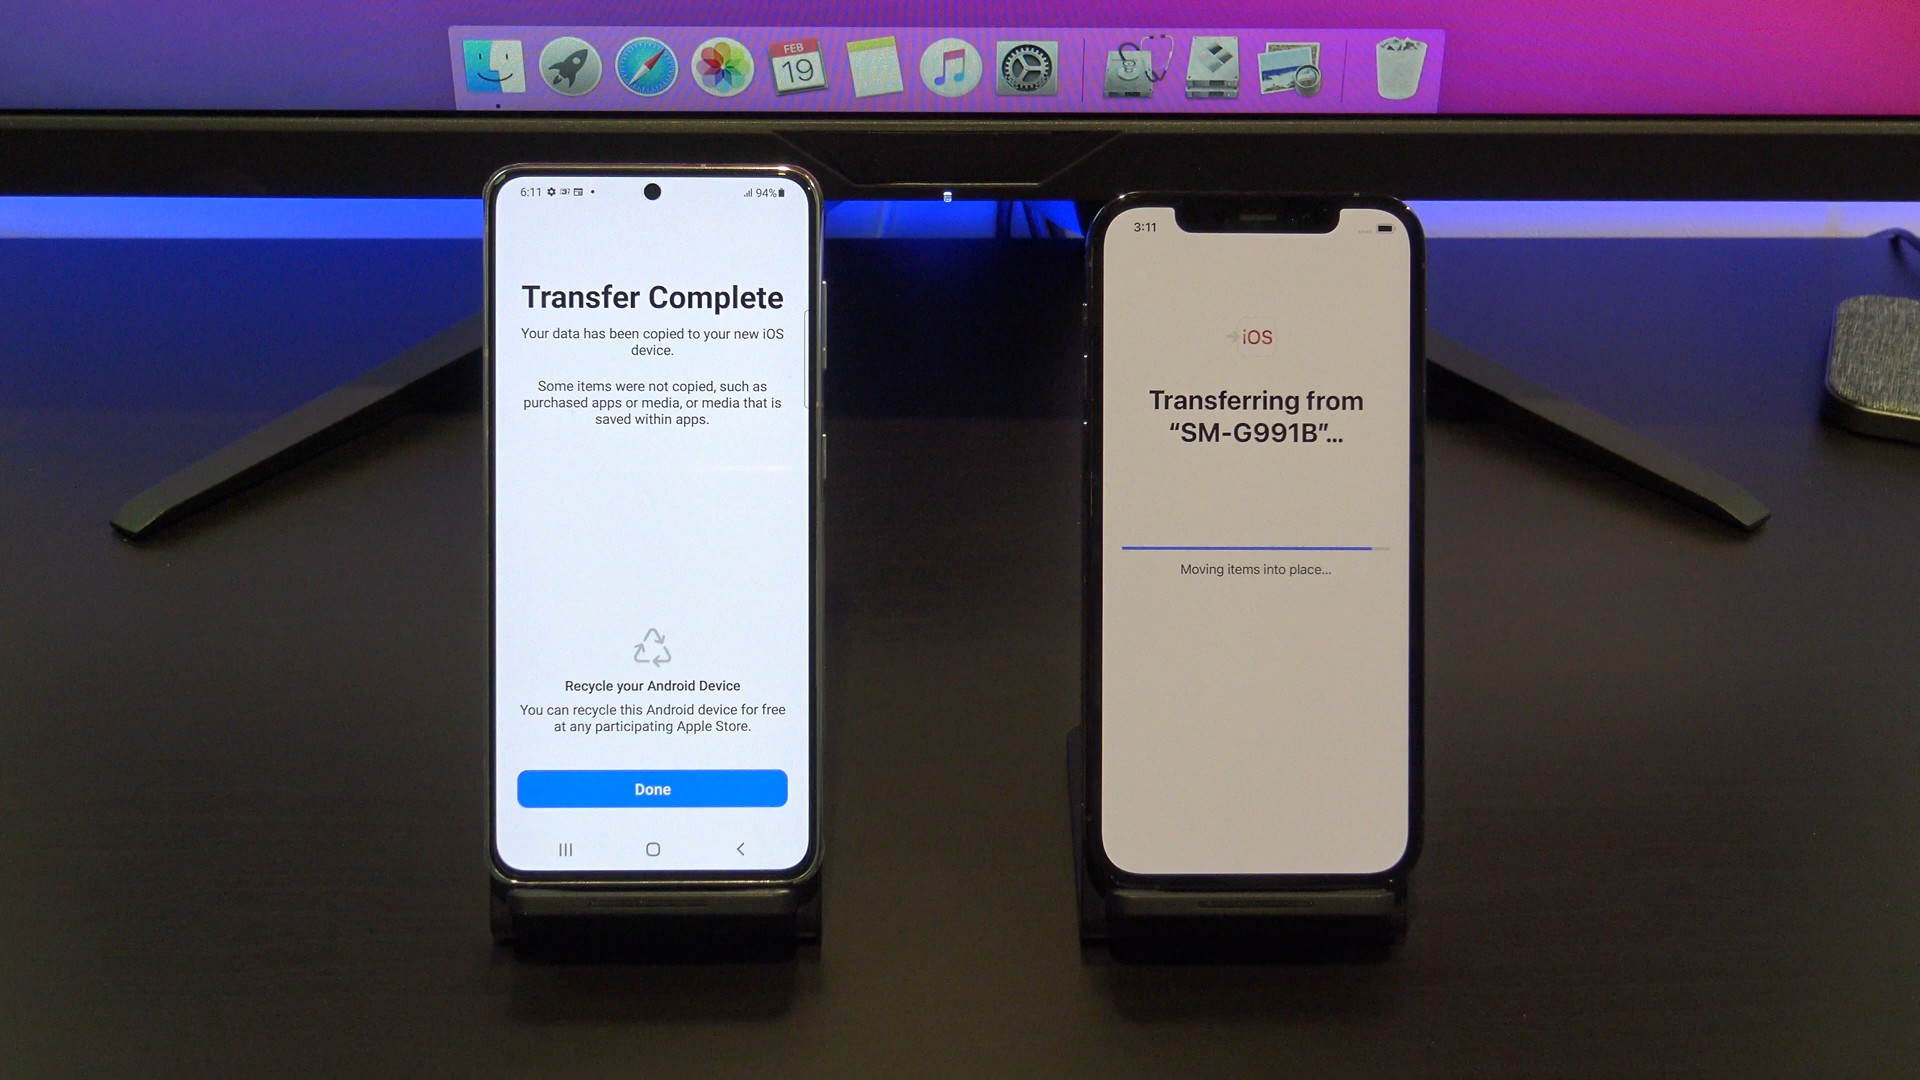 FEB
19
6:11
94%
Transfer Complete
Your data has been copied to your new iOS
device.
Some items were not copied, such as
purchased apps or media, or media that is
saved within apps.
Recycle your Android Device
You can recycle this Android device for free
at any participating Apple Store.
Done
3:11
iOS
Transferring from
“SM-G991B”...
Moving items into place...